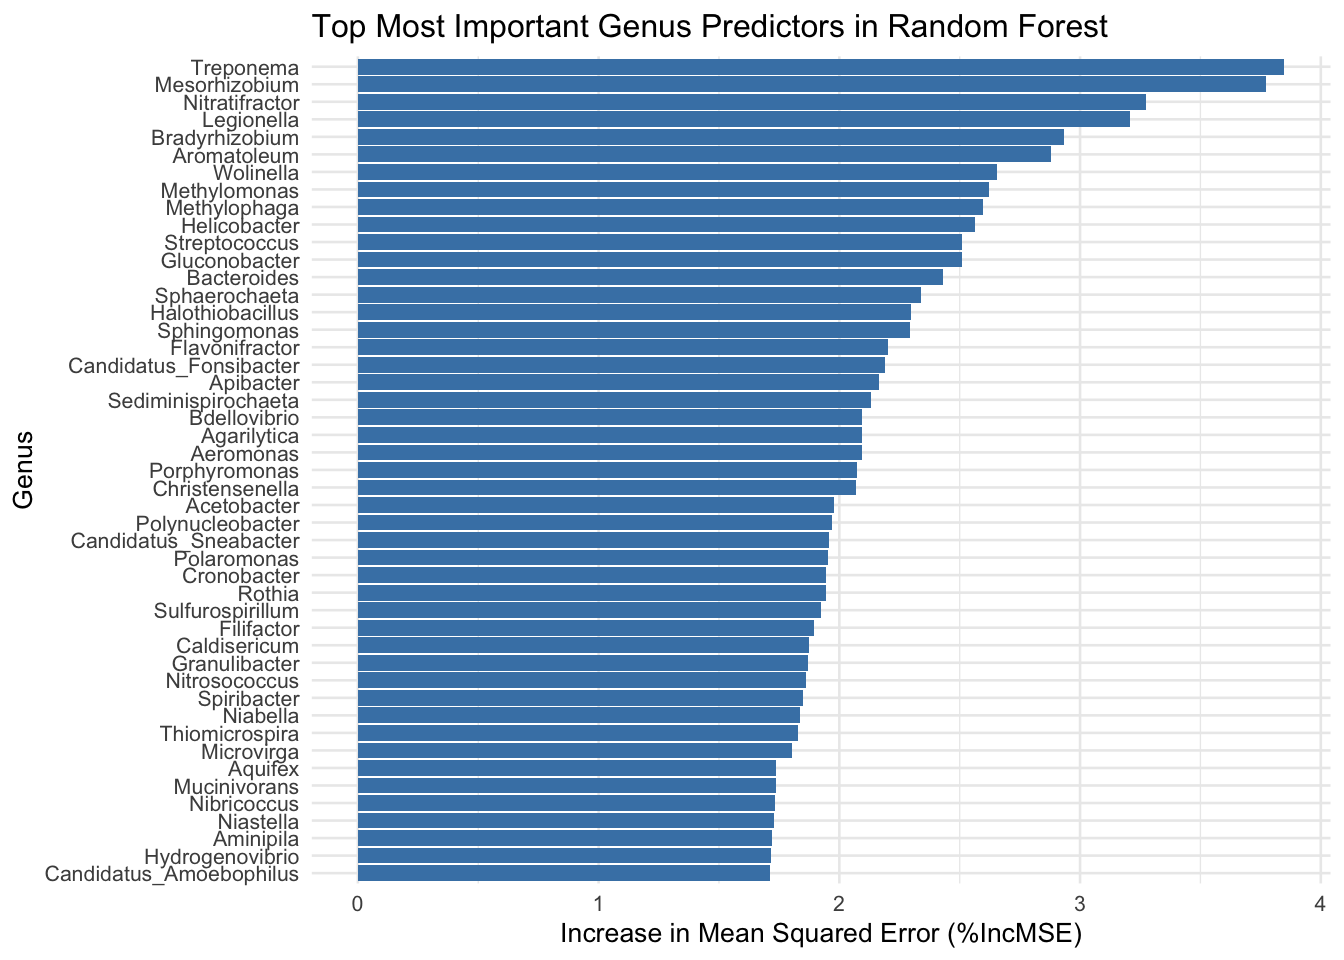 Top Most Important Genus Predictors in Random Forest
Treponema
Mesorhizobium
Nitratifractor
Legionella
Bradyrhizobium
Aromatoleum
Wolinella
Methylomonas
Methylophaga
Helicobacter
Streptococcus
Gluconobacter
Bacteroides
Sphaerochaeta
Halothiobacillus
Sphingomonas
Flavonifractor
Candidatus_Fonsibacter
Apibacter
Sediminispirochaeta
Bdellovibrio
Agarilytica
Aeromonas
Porphyromonas
Christensenella
Acetobacter
Polynucleobacter
Candidatus_Sneabacter
Polaromonas
Cronobacter
Rothia
Sulfurospirillum
Filifactor
Caldisericum
Granulibacter
Nitrosococcus
Spiribacter
Niabella
Thiomicrospira
Microvirga
Aquifex
Mucinivorans
Nibricoccus
Niastella
Aminipila
Hydrogenovibrio
Candidatus_Amoebophilus
Genus
0 1 2 3 4
Increase in Mean Squared Error (%IncMSE)